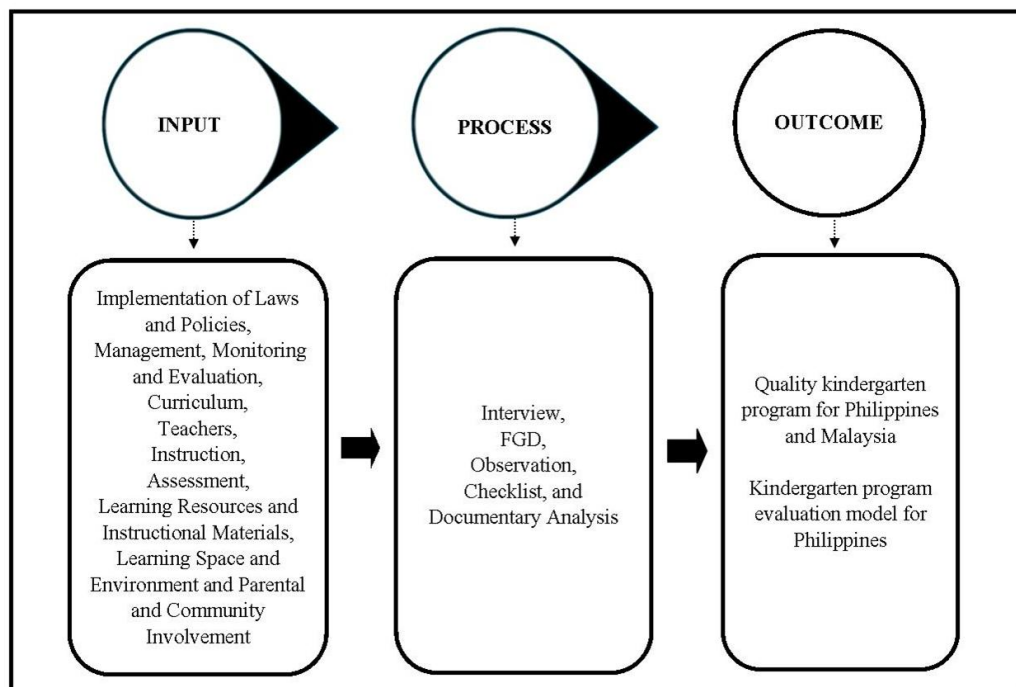 INPUT
PROCESS
OUTCOME
Implementation of Laws
and Policies,
Management, Monitoring
and Evaluation,
Curriculum,
Teachers,
Instruction,
Assessment,
Learning Resources and
Instructional Materials,
Learning Space and
Environment and Parental
and Community
Involvement
Interview,
FGD,
Observation,
Checklist, and
Documentary Analysis
Quality kindergarten
program for Philippines
and Malaysia
Kindergarten program
evaluation model for
Philippines